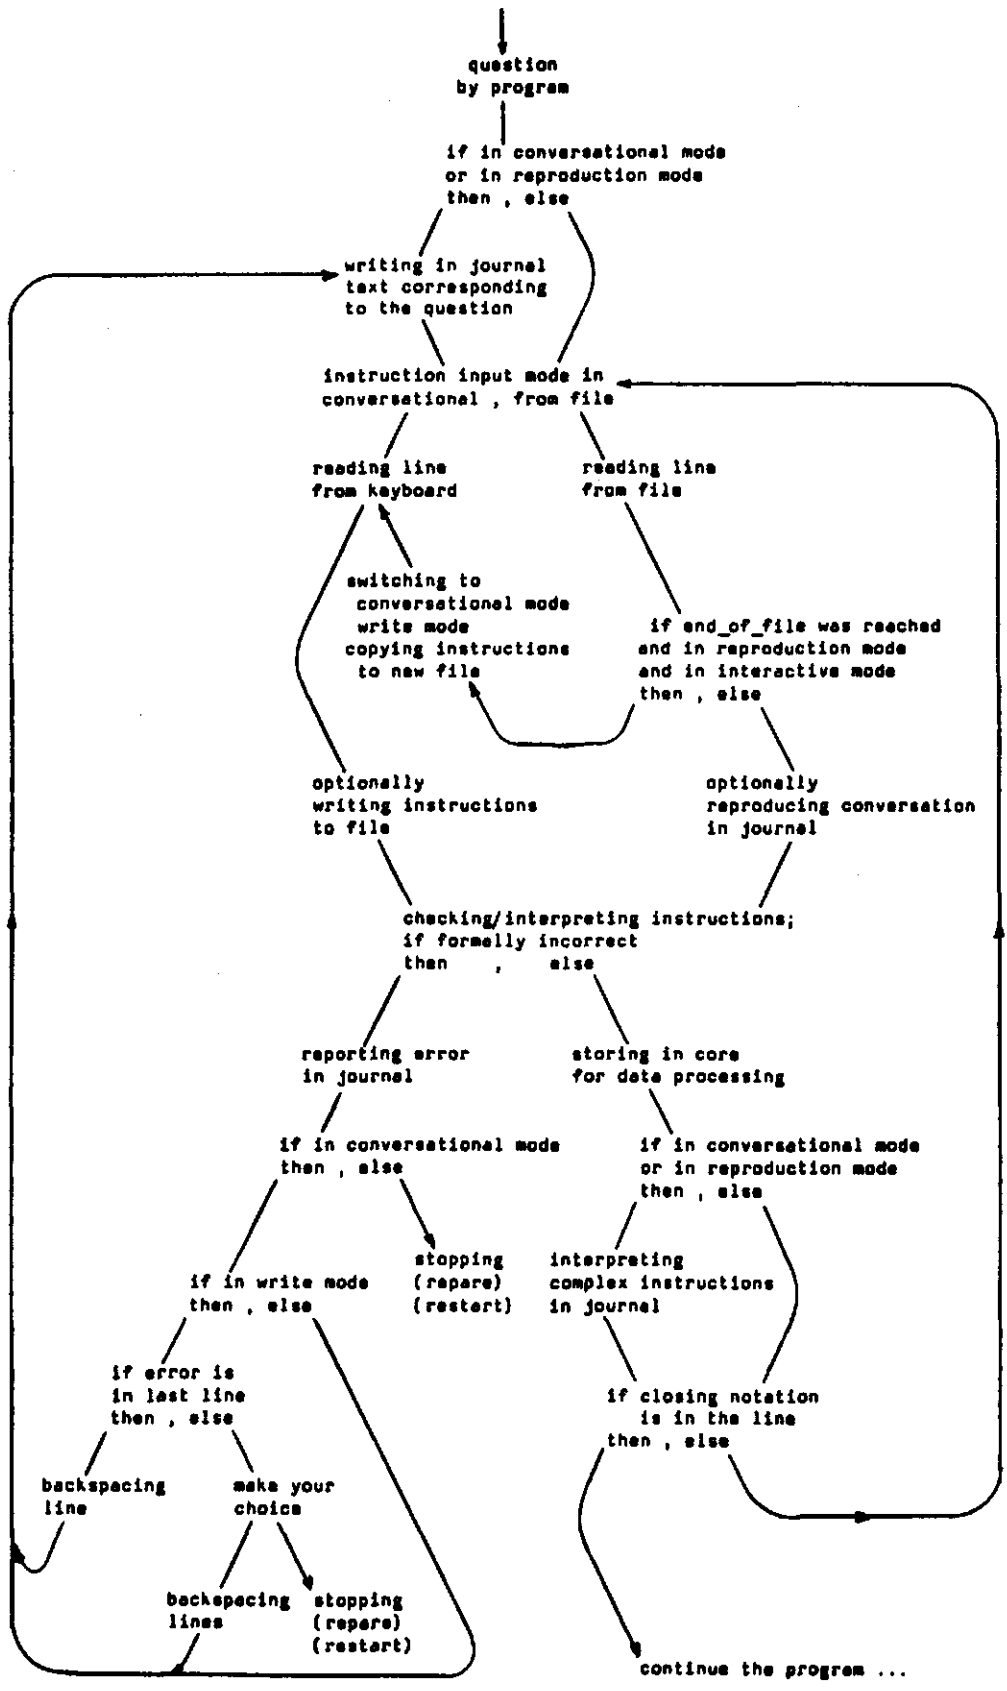 question
by program
if in conversational mode
or in reproduction mode
then , else
writing in journal
text corresponding
to the question
instruction input mode in
conversational , from file
reading line
from keyboard
reading line
from file
switching to
conversational mode
write mode
copying instructions
to new file
if end_of_file was reached
and in reproduction mode
and in interactive mode
then , else
optionally
writing instructions
to file
optionally
reproducing conversation
in journal
checking/interpreting instructions;
if formally incorrect
then , else
reporting error
in journal
storing in core
for data processing
if in conversational mode
then , else
if in conversational mode
or in reproduction mode
then , else
stopping
(repare)
(restart)
interpreting
complex instructions
in journal
if in write mode
then , else
if error is
in last line
then , else
if closing notation
is in the line
then , else
backspacing
line
make your
choice
backspacing
lines
stopping
(repare)
(restart)
continue the program ...